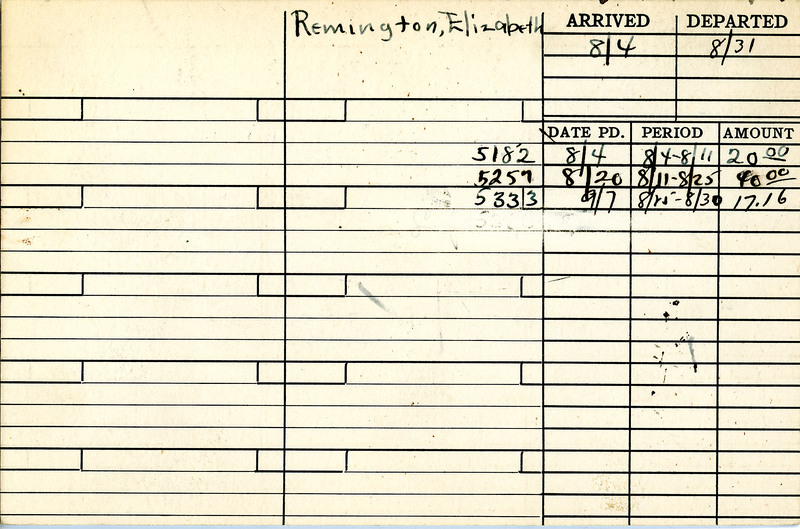 Remington, Elizabeth ARRIVED DEPARTED
8/4 8/31
DATE PD. PERIOD AMOUNT
5182 8/4 8/4-8/11 20 00
5259 8/20 8/11-8/25 40 00
5333 9/7 8/25-8/30 17.16